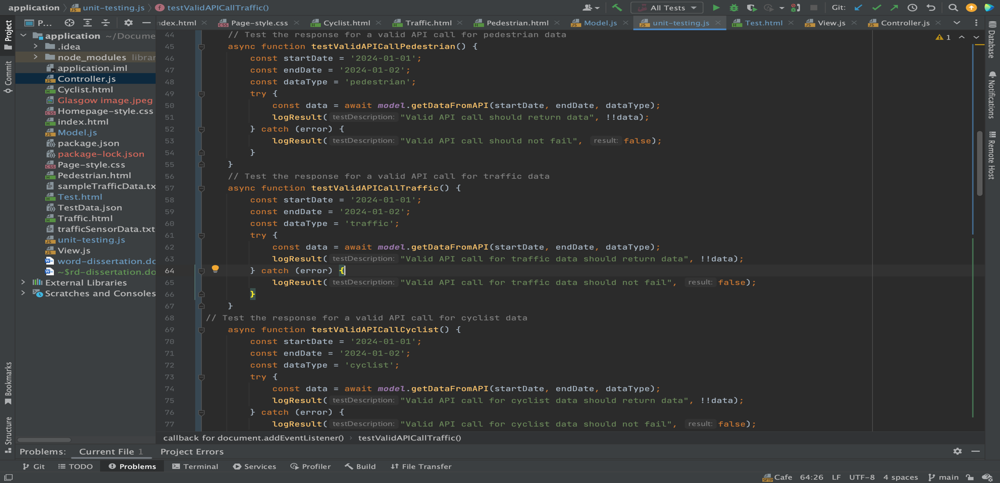 application > unit-testing.js > testValidAPICallTraffic()
All Tests
Git:
Project
P...
ndex.html
Page-style.css
Cyclist.html
Traffic.html
Pedestrian.html
Model.js
unit-testing.js
Test.html
View.js
Controller.js
application ~/Docume
.idea
node_modules librar
application.iml
Controller.js
Cyclist.html
Glasgow image.jpeg
Homepage-style.css
index.html
Model.js
package.json
package-lock.json
Page-style.css
Pedestrian.html
sampleTrafficData.tx
Test.html
TestData.json
Traffic.html
trafficSensorData.txt
unit-testing.js
View.js
word-dissertation.do
~$rd-dissertation.do
External Libraries
Scratches and Consoles
Commit
Bookmarks
Structure
44 // Test the response for a valid API call for pedestrian data
45 async function testValidAPICallPedestrian() {
46 const startDate = '2024-01-01';
47 const endDate = '2024-01-02';
48 const dataType = 'pedestrian';
49 try {
50 const data = await model.getDataFromAPI(startDate, endDate, dataType);
51 logResult( testDescription: "Valid API call should return data", !!data);
52 } catch (error) {
53 logResult( testDescription: "Valid API call should not fail", result: false);
54 }
55 }
56 // Test the response for a valid API call for traffic data
57 async function testValidAPICallTraffic() {
58 const startDate = '2024-01-01';
59 const endDate = '2024-01-02';
60 const dataType = 'traffic';
61 try {
62 const data = await model.getDataFromAPI(startDate, endDate, dataType);
63 logResult( testDescription: "Valid API call for traffic data should return data", !!data);
64 } catch (error) {
65 logResult( testDescription: "Valid API call for traffic data should not fail", result: false);
66 }
67 }
68 // Test the response for a valid API call for cyclist data
69 async function testValidAPICallCyclist() {
70 const startDate = '2024-01-01';
71 const endDate = '2024-01-02';
72 const dataType = 'cyclist';
73 try {
74 const data = await model.getDataFromAPI(startDate, endDate, dataType);
75 logResult( testDescription: "Valid API call for cyclist data should return data", !!data);
76 } catch (error) {
77 logResult( testDescription: "Valid API call for cyclist data should not fail", result: false);
1
Database
Notifications
Remote Host
callback for document.addEventListener() > testValidAPICallTraffic()
Problems: Current File 1 Project Errors
Git TODO Problems Terminal Services Profiler Build File Transfer
SFTP Cafe 64:26 LF UTF-8 4 spaces main